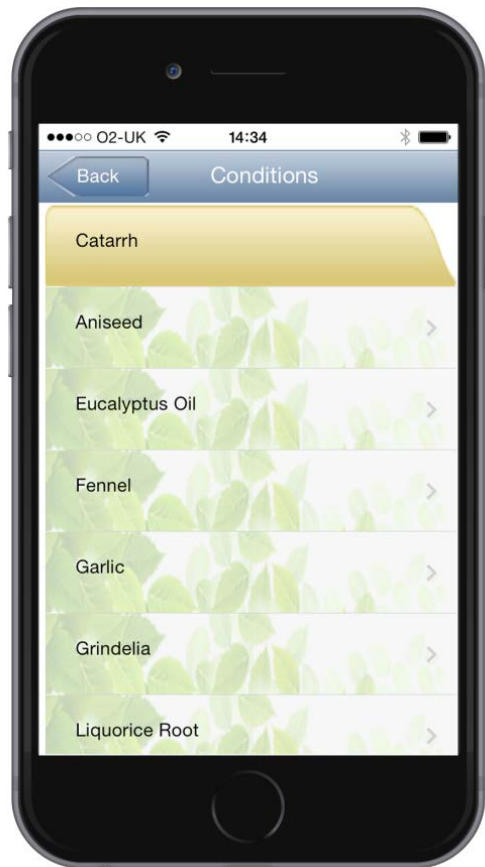 O2-UK 14:34
Back Conditions
Catarrh
Aniseed
Eucalyptus Oil
Fennel
Garlic
Grindelia
Liquorice Root